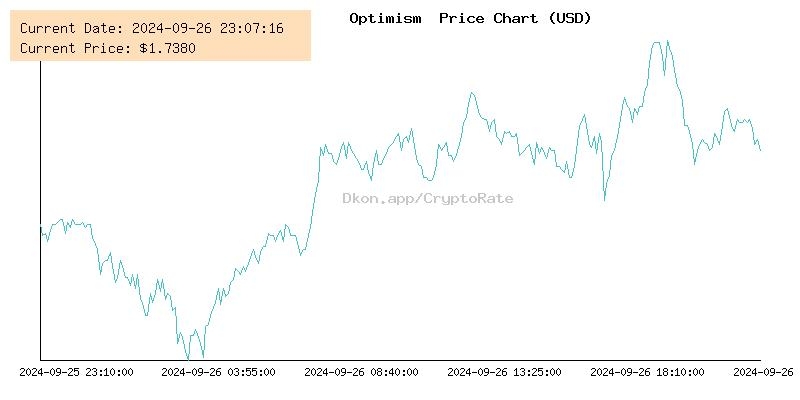 Optimism Price Chart (USD)
Current Date: 2024-09-26 23:07:16
Current Price: $1.7380
Dkon.app/CryptoRate
2024-09-25 23:10:00 2024-09-26 03:55:00 2024-09-26 08:40:00 2024-09-26 13:25:00 2024-09-26 18:10:00 2024-09-26